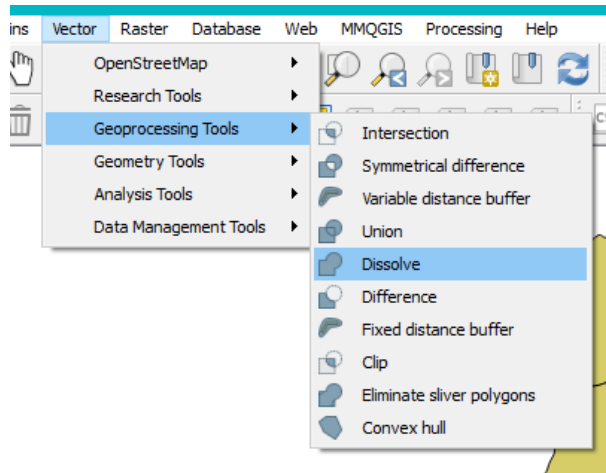 ins Vector Raster Database Web MMQGIS Processing Help
OpenStreetMap
Research Tools
Geoprocessing Tools
Geometry Tools
Analysis Tools
Data Management Tools
Intersection
Symmetrical difference
Variable distance buffer
Union
Dissolve
Difference
Fixed distance buffer
Clip
Eliminate sliver polygons
Convex hull